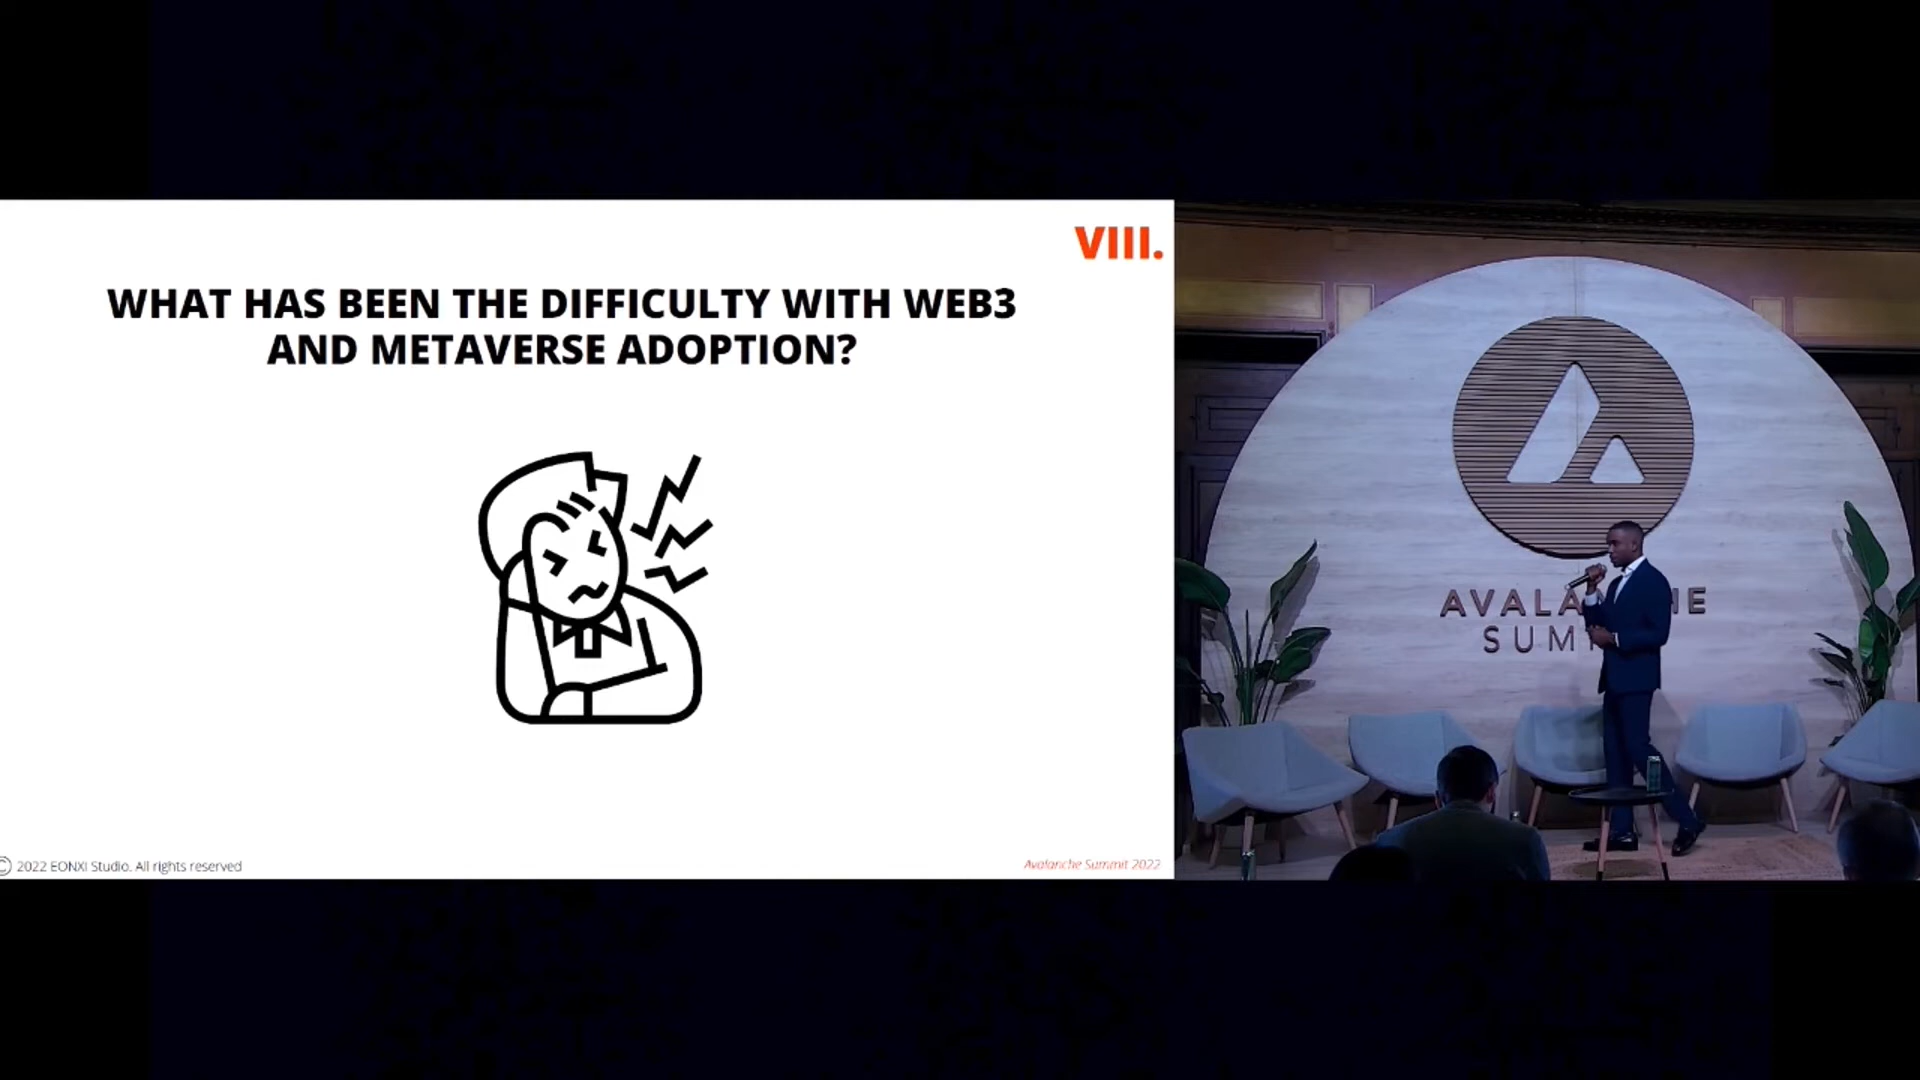 VIII.
WHAT HAS BEEN THE DIFFICULTY WITH WEB3
AND METAVERSE ADOPTION?
© 2022 EONXI Studio. All rights reserved
Avalanche Summit 2022
AVALA HE
SUM